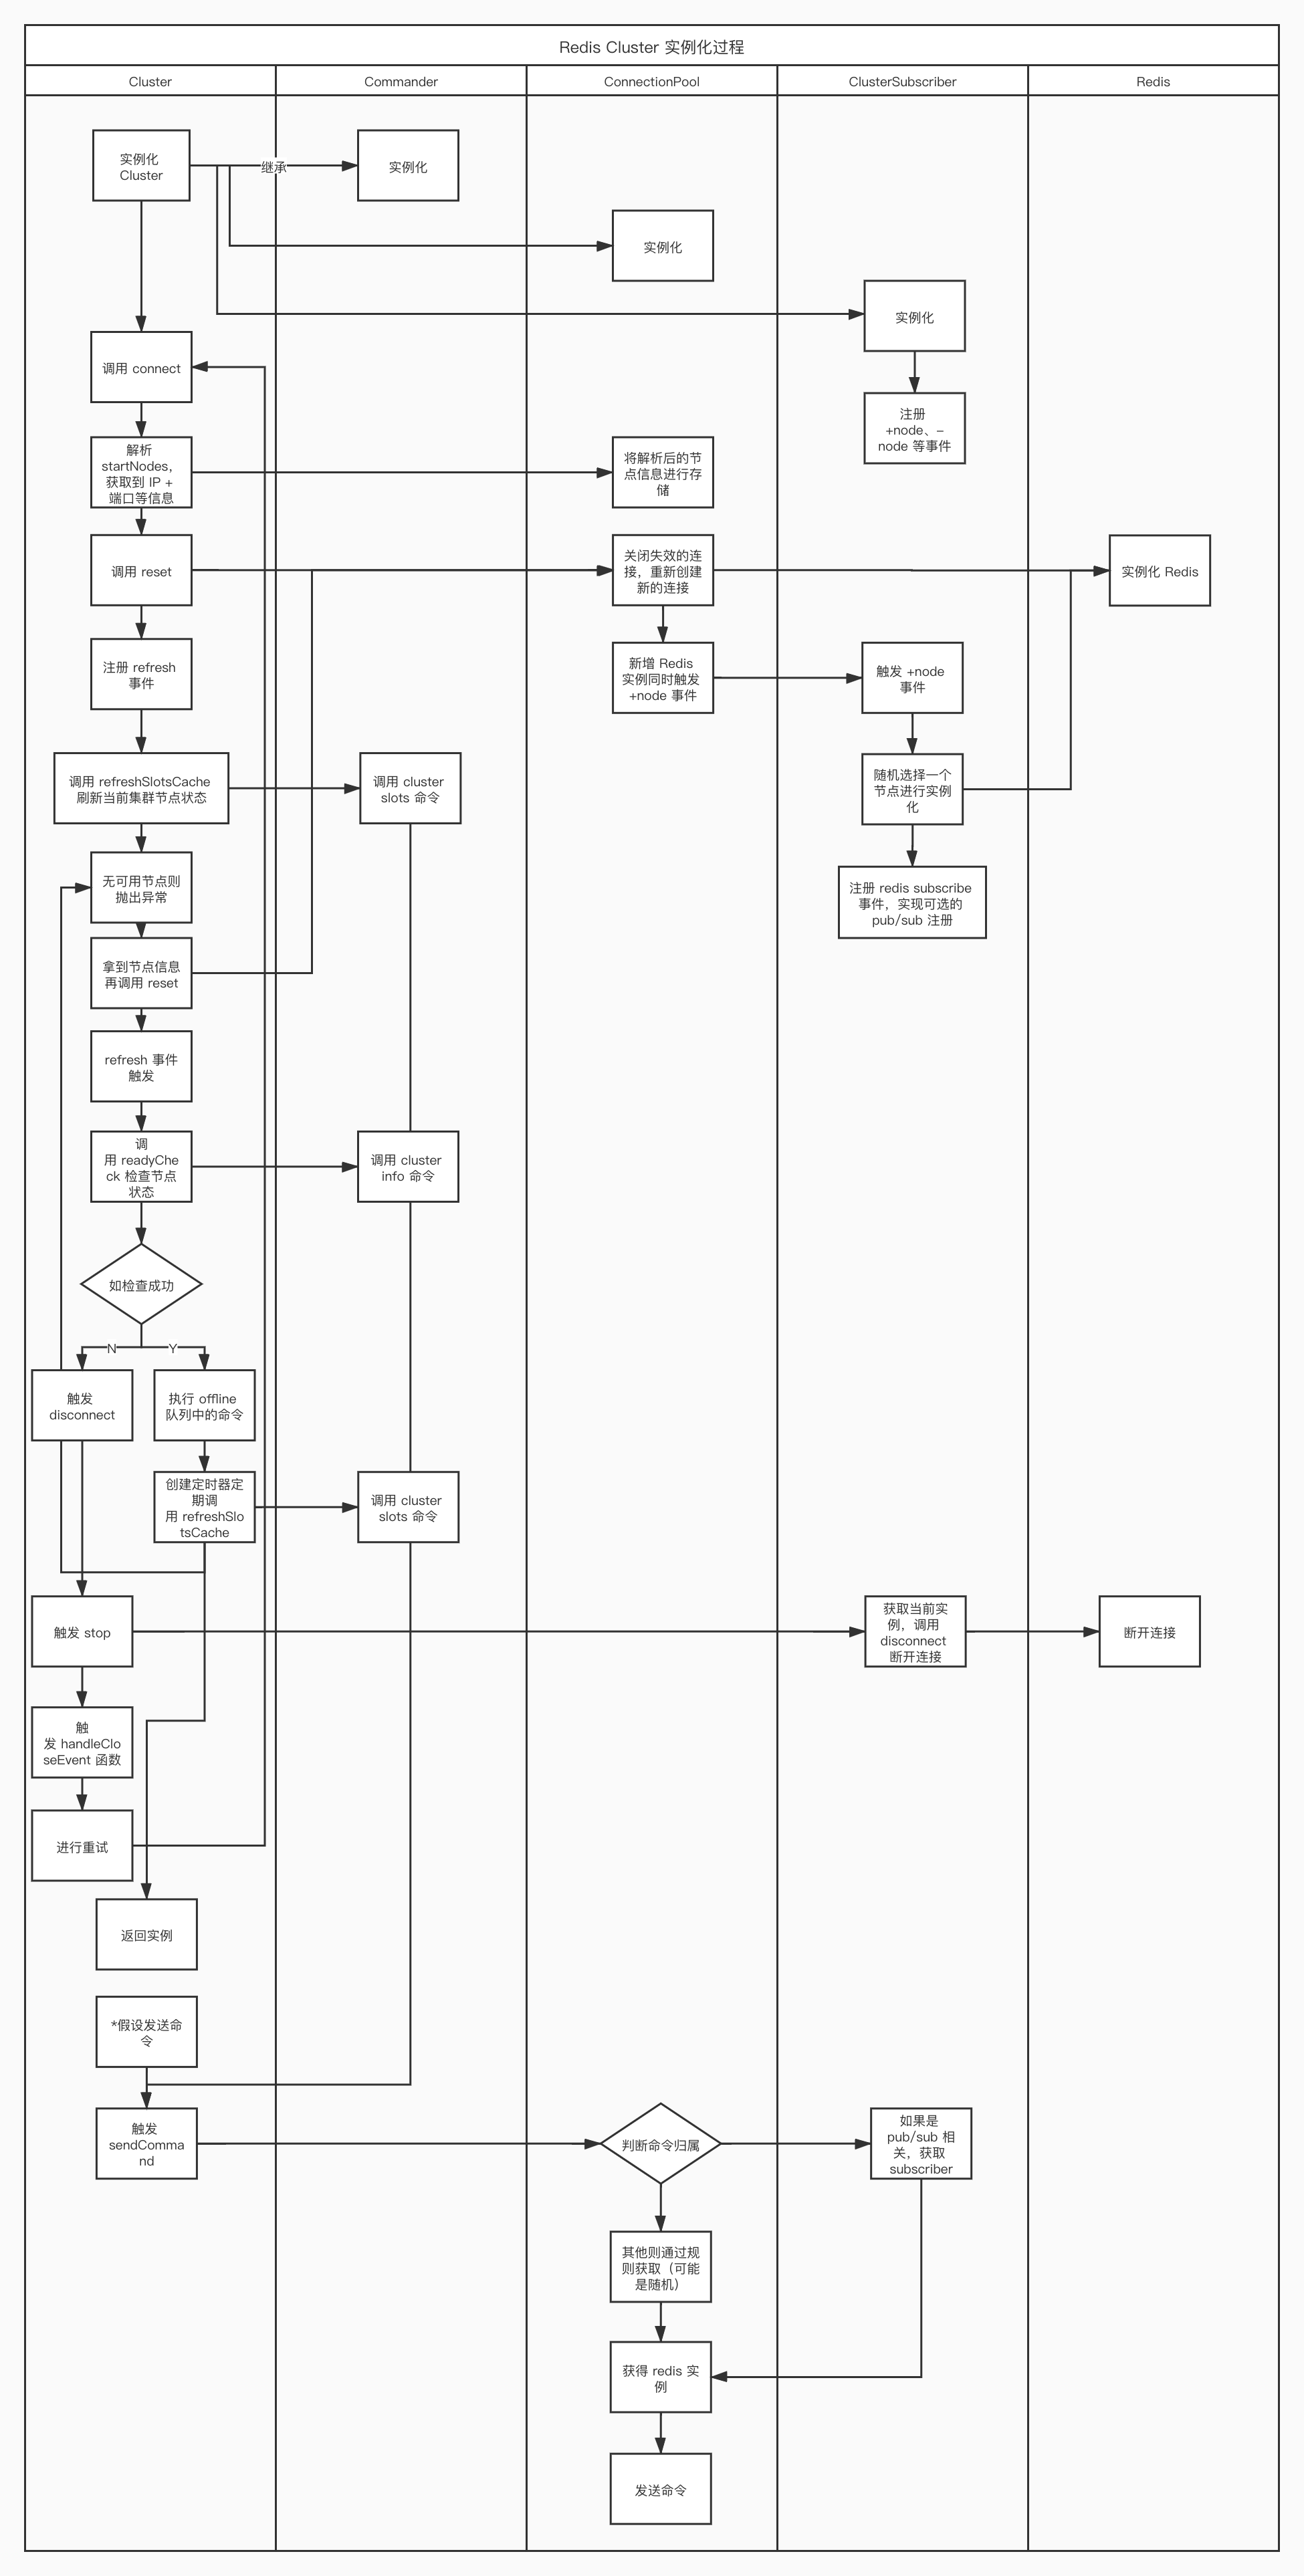 Redis Cluster 实例化过程
Cluster
Commander
ConnectionPool
ClusterSubscriber
Redis
实例化
Cluster
继承
实例化
实例化
实例化
调用 connect
注册
+node、-
node 等事件
解析
startNodes，
获取到 IP +
端口等信息
将解析后的节
点信息进行存
储
调用 reset
关闭失效的连
接，重新创建
新的连接
实例化 Redis
注册 refresh
事件
新增 Redis
实例同时触发
+node 事件
触发 +node
事件
调用 refreshSlotsCache
刷新当前集群节点状态
调用 cluster
slots 命令
随机选择一个
节点进行实例
化
无可用节点则
抛出异常
注册 redis subscribe
事件，实现可选的
pub/sub 注册
拿到节点信息
再调用 reset
refresh 事件
触发
调
用 readyChe
ck 检查节点
状态
调用 cluster
info 命令
如检查成功
N
Y
触发
disconnect
执行 offline
队列中的命令
创建定时器定
期调
用 refreshSlo
tsCache
调用 cluster
slots 命令
触发 stop
获取当前实
例，调用
disconnect
断开连接
断开连接
触
发 handleClo
seEvent 函数
进行重试
返回实例
*假设发送命
令
触发
sendComma
nd
判断命令归属
如果是
pub/sub 相
关，获取
subscriber
其他则通过规
则获取（可能
是随机）
获得 redis 实
例
发送命令